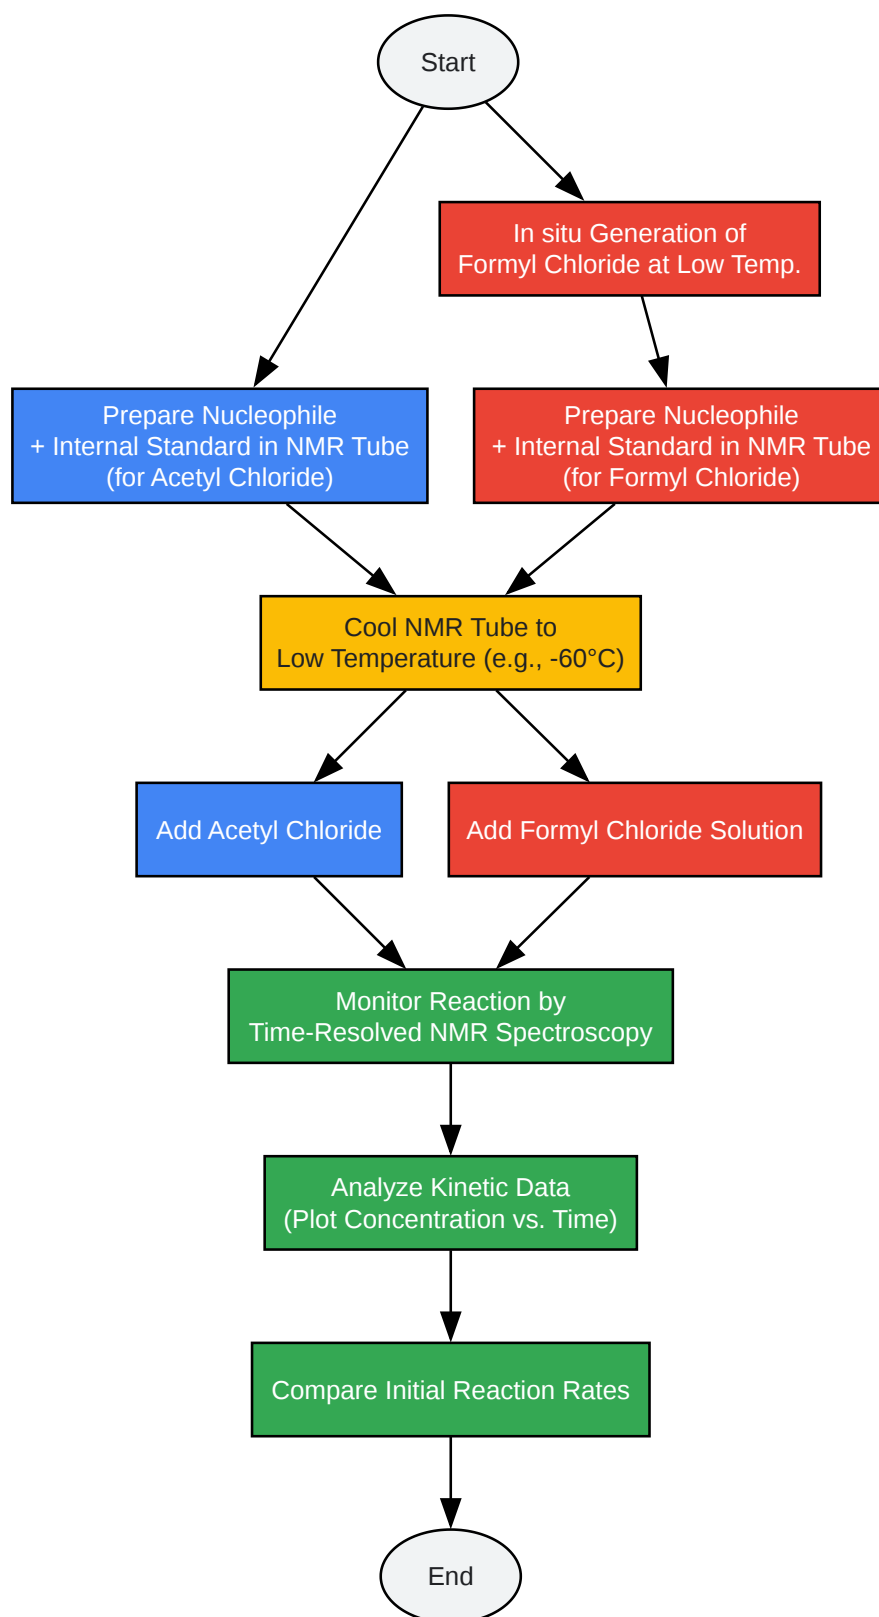 Start
In situ Generation of
Formyl Chloride at Low Temp.
Prepare Nucleophile
+ Internal Standard in NMR Tube
(for Acetyl Chloride)
Prepare Nucleophile
+ Internal Standard in NMR Tube
(for Formyl Chloride)
Cool NMR Tube to
Low Temperature (e.g., -60°C)
Add Acetyl Chloride
Add Formyl Chloride Solution
Monitor Reaction by
Time-Resolved NMR Spectroscopy
Analyze Kinetic Data
(Plot Concentration vs. Time)
Compare Initial Reaction Rates
End